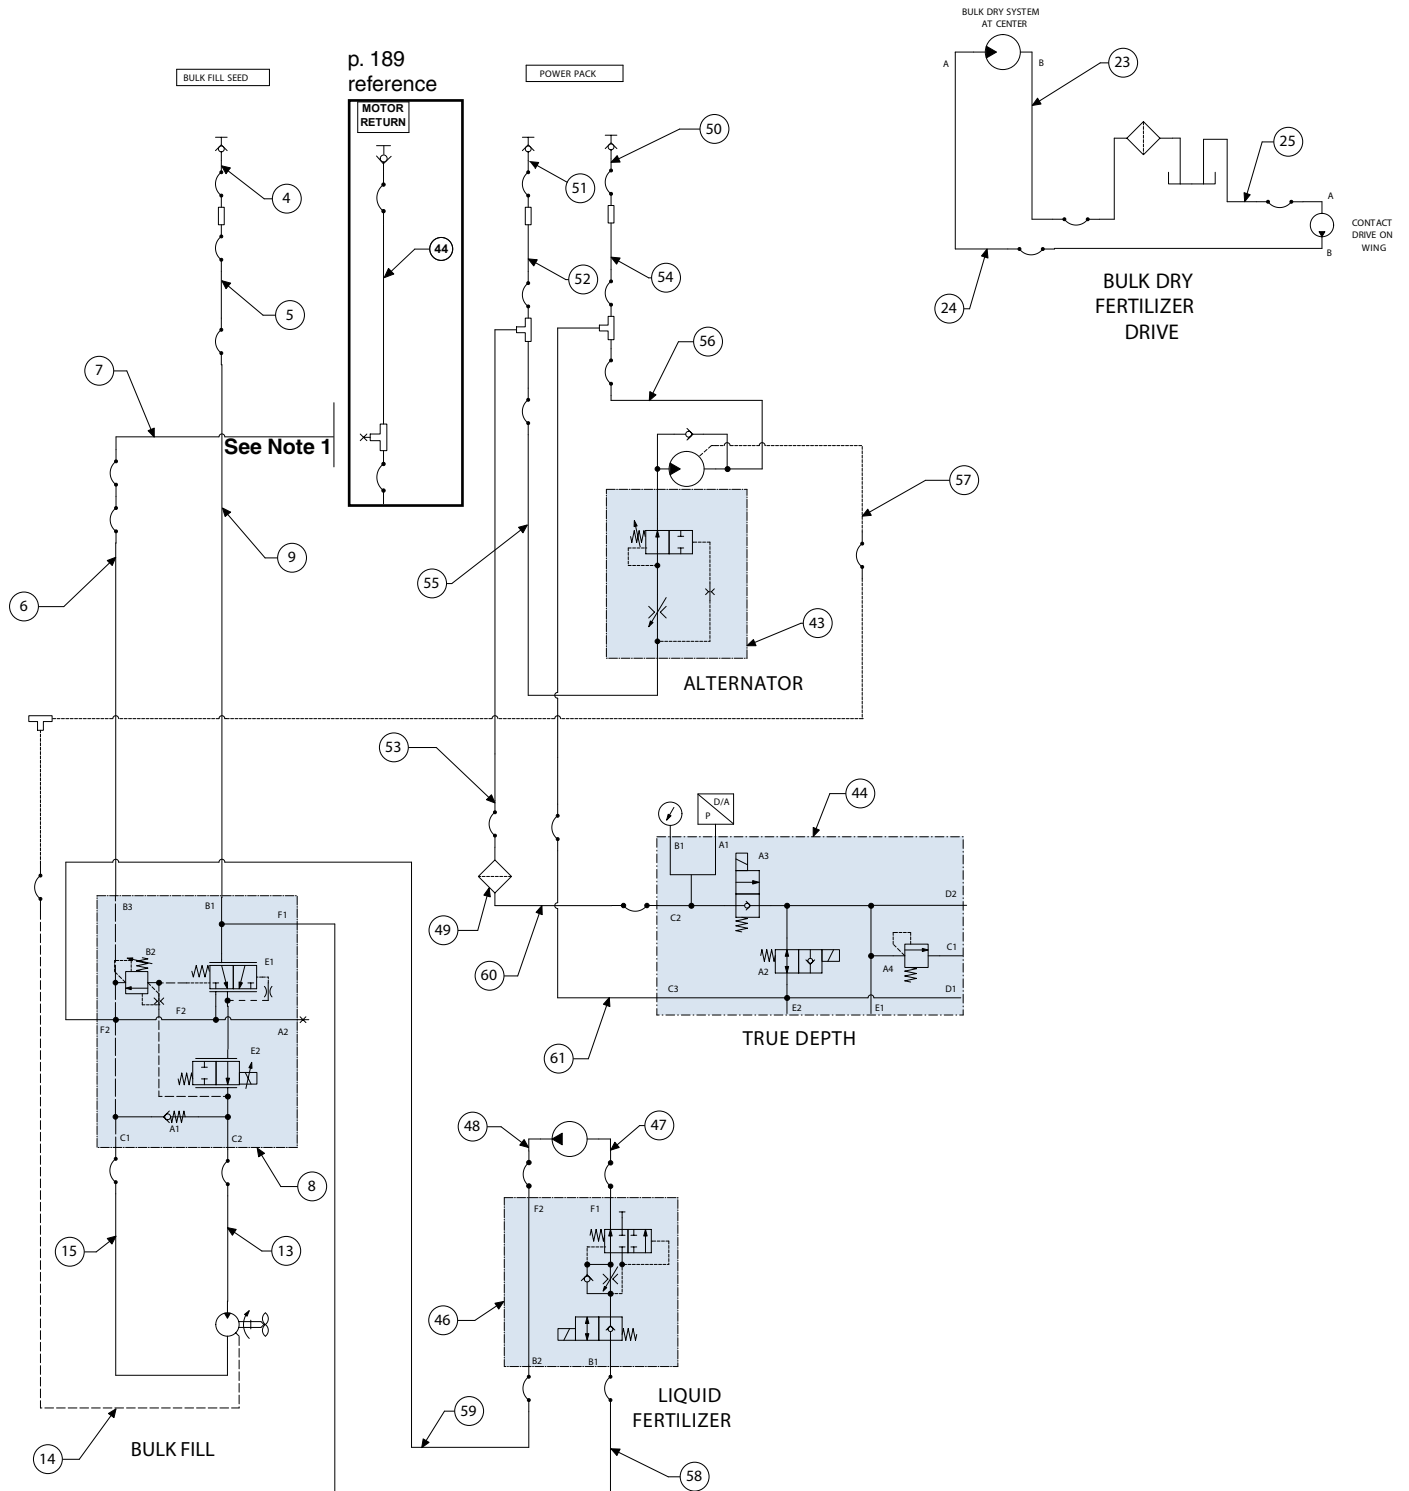 BULK DRY SYSTEM
AT CENTER
A
B
23
25
A
CONTACT
DRIVE ON
WING
B
24
BULK DRY
FERTILIZER
DRIVE
BULK FILL SEED
p. 189
reference
MOTOR
RETURN
POWER PACK
50
51
4
44
52
54
5
56
7
See Note 1
57
9
55
6
43
ALTERNATOR
53
44
D/A
P
B1
A1
A3
D2
C2
C1
A2
A4
C3
D1
E2
E1
TRUE DEPTH
49
60
61
B3
B1
F1
B2
E1
F2
F2
A2
E2
A1
C1
C2
8
15
13
14
BULK FILL
48
47
F2
F1
46
B2
B1
LIQUID
FERTILIZER
59
58